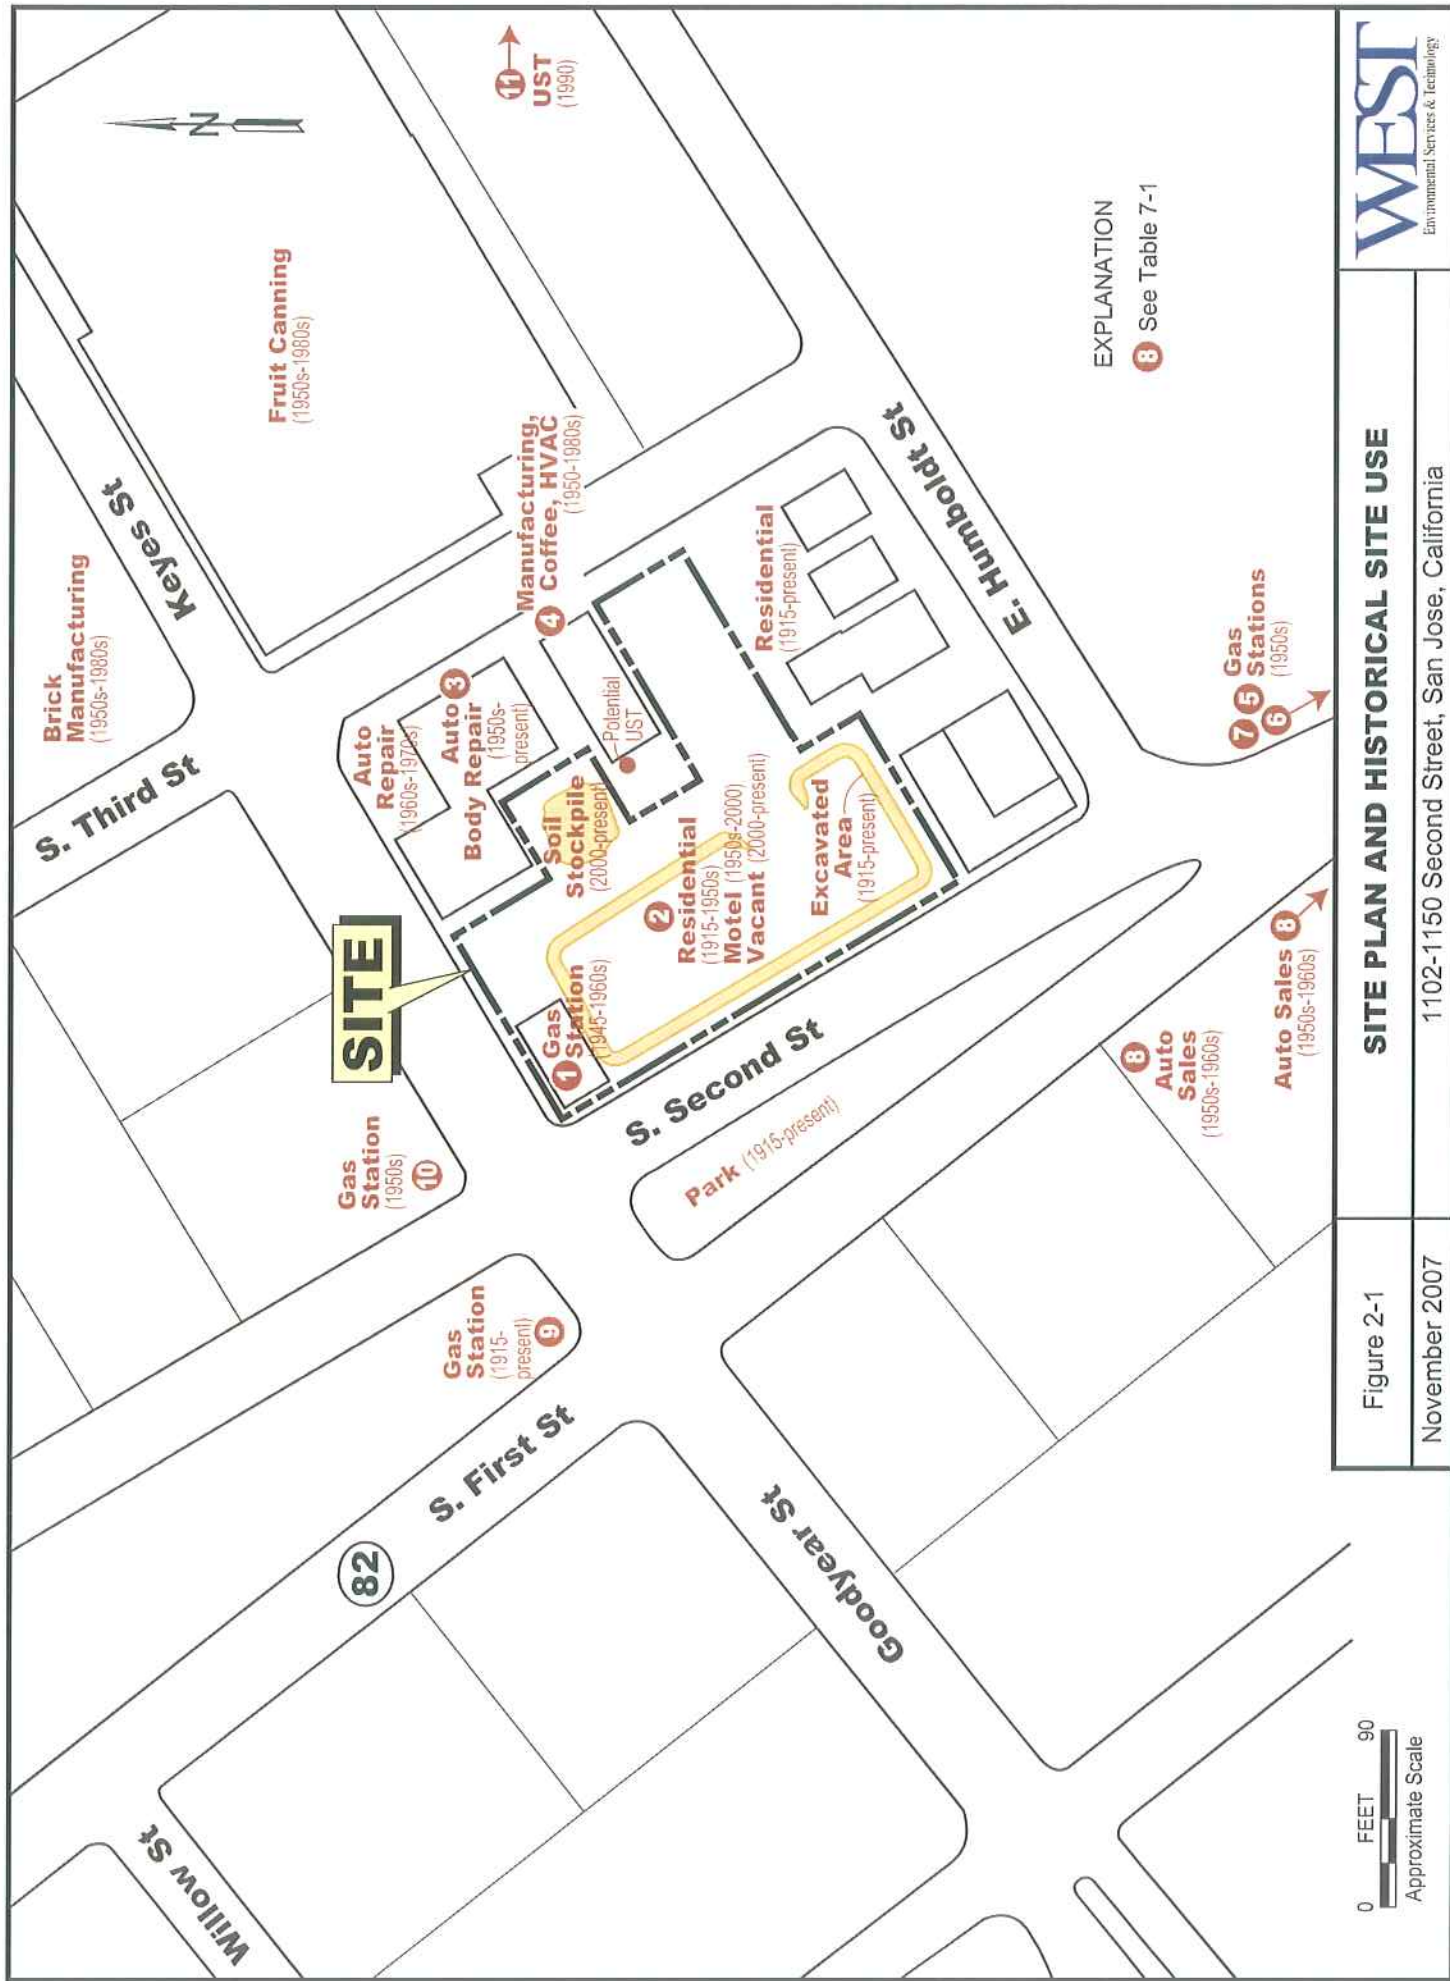 Willow St
82
S. First St
Gas
Station
(1915-
present)
9
Gas
Station
(1950s)
10
SITE
S. Third St
Brick
Manufacturing
(1950s-1980s)
Keyes St
Fruit Canning
(1950s-1980s)
N
11
UST
(1990)
Auto
Repair
(1960s-1970s)
Auto 3
Body Repair
(1950s-
present)
Manufacturing,
4 Coffee, HVAC
(1950-1980s)
Potential
UST
Soil
Stockpile
(2000-present)
1 Gas
Station
(1945-1960s)
2
Residential
(1915-1950s)
Motel (1950s-2000)
Vacant (2000-present)
Excavated
Area
(1915-present)
Residential
(1915-present)
E. Humboldt St
S. Second St
Park (1915-present)
Goodyear St
8
Auto
Sales
(1950s-1960s)
Auto Sales 8
(1950s-1960s)
7 5 Gas
6 Stations
(1950s)
EXPLANATION
8 See Table 7-1
0 FEET 90
Approximate Scale
Figure 2-1
November 2007
SITE PLAN AND HISTORICAL SITE USE
1102-1150 Second Street, San Jose, California
WEST
Environmental Services & Technology